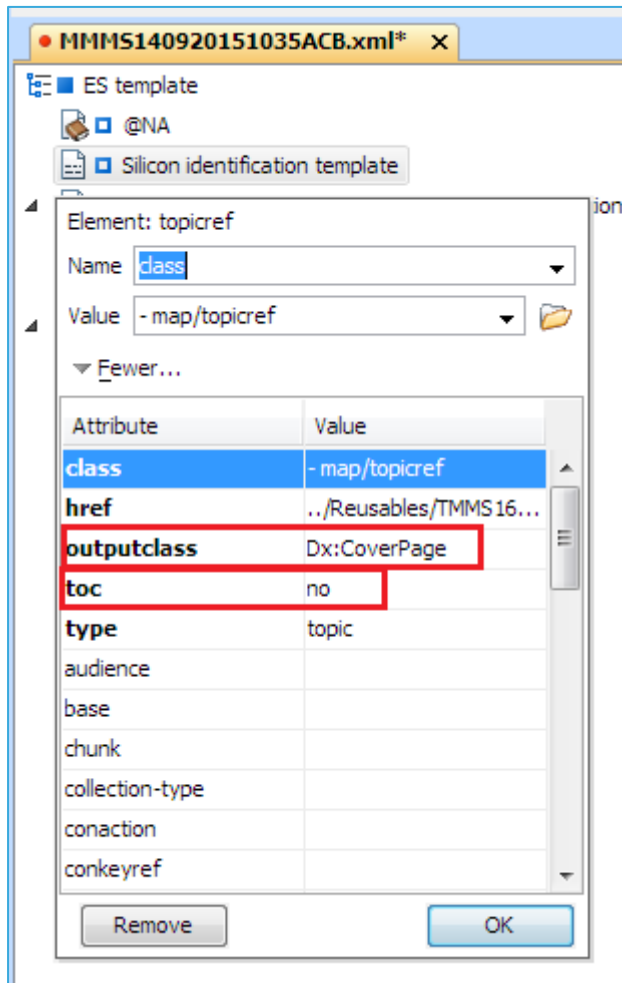 MMMS140920151035ACB.xml* X
ES template
@NA
Silicon identification template
ion
Element: topicref
Name class
Value - map/topicref
Fewer...
Attribute Value
class - map/topicref
href ../Reusables/TMMS16...
outputclass Dx:CoverPage
toc no
type topic
audience
base
chunk
collection-type
conaction
conkeyref
Remove OK